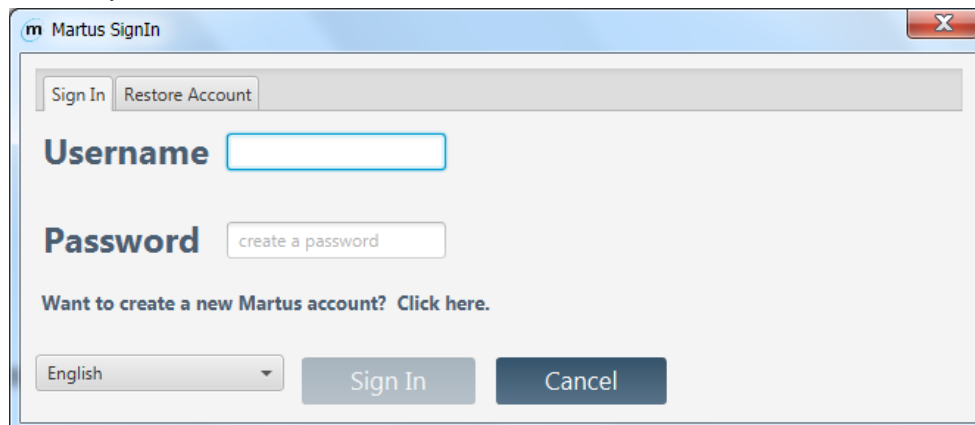 m Martus SignIn
X
Sign In Restore Account
Username
Password create a password
Want to create a new Martus account? Click here.
English Sign In Cancel